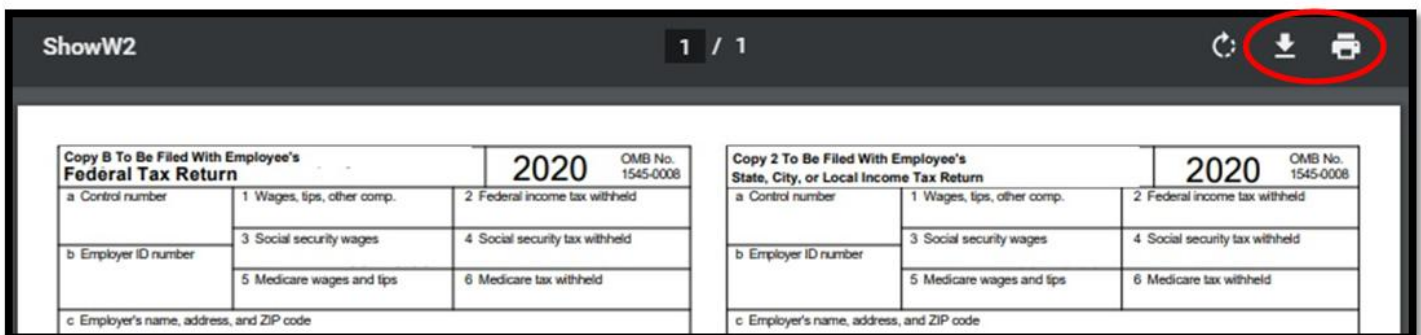 ShowW2 1 / 1
Copy B To Be Filed With Employee's
Federal Tax Return
2020
OMB No.
1545-0008
a Control number
1 Wages, tips, other comp.
2 Federal income tax withheld
3 Social security wages
4 Social security tax withheld
b Employer ID number
5 Medicare wages and tips
6 Medicare tax withheld
c Employer's name, address, and ZIP code
Copy 2 To Be Filed With Employee's
State, City, or Local Income Tax Return
2020
OMB No.
1545-0008
a Control number
1 Wages, tips, other comp.
2 Federal income tax withheld
3 Social security wages
4 Social security tax withheld
b Employer ID number
5 Medicare wages and tips
6 Medicare tax withheld
c Employer's name, address, and ZIP code